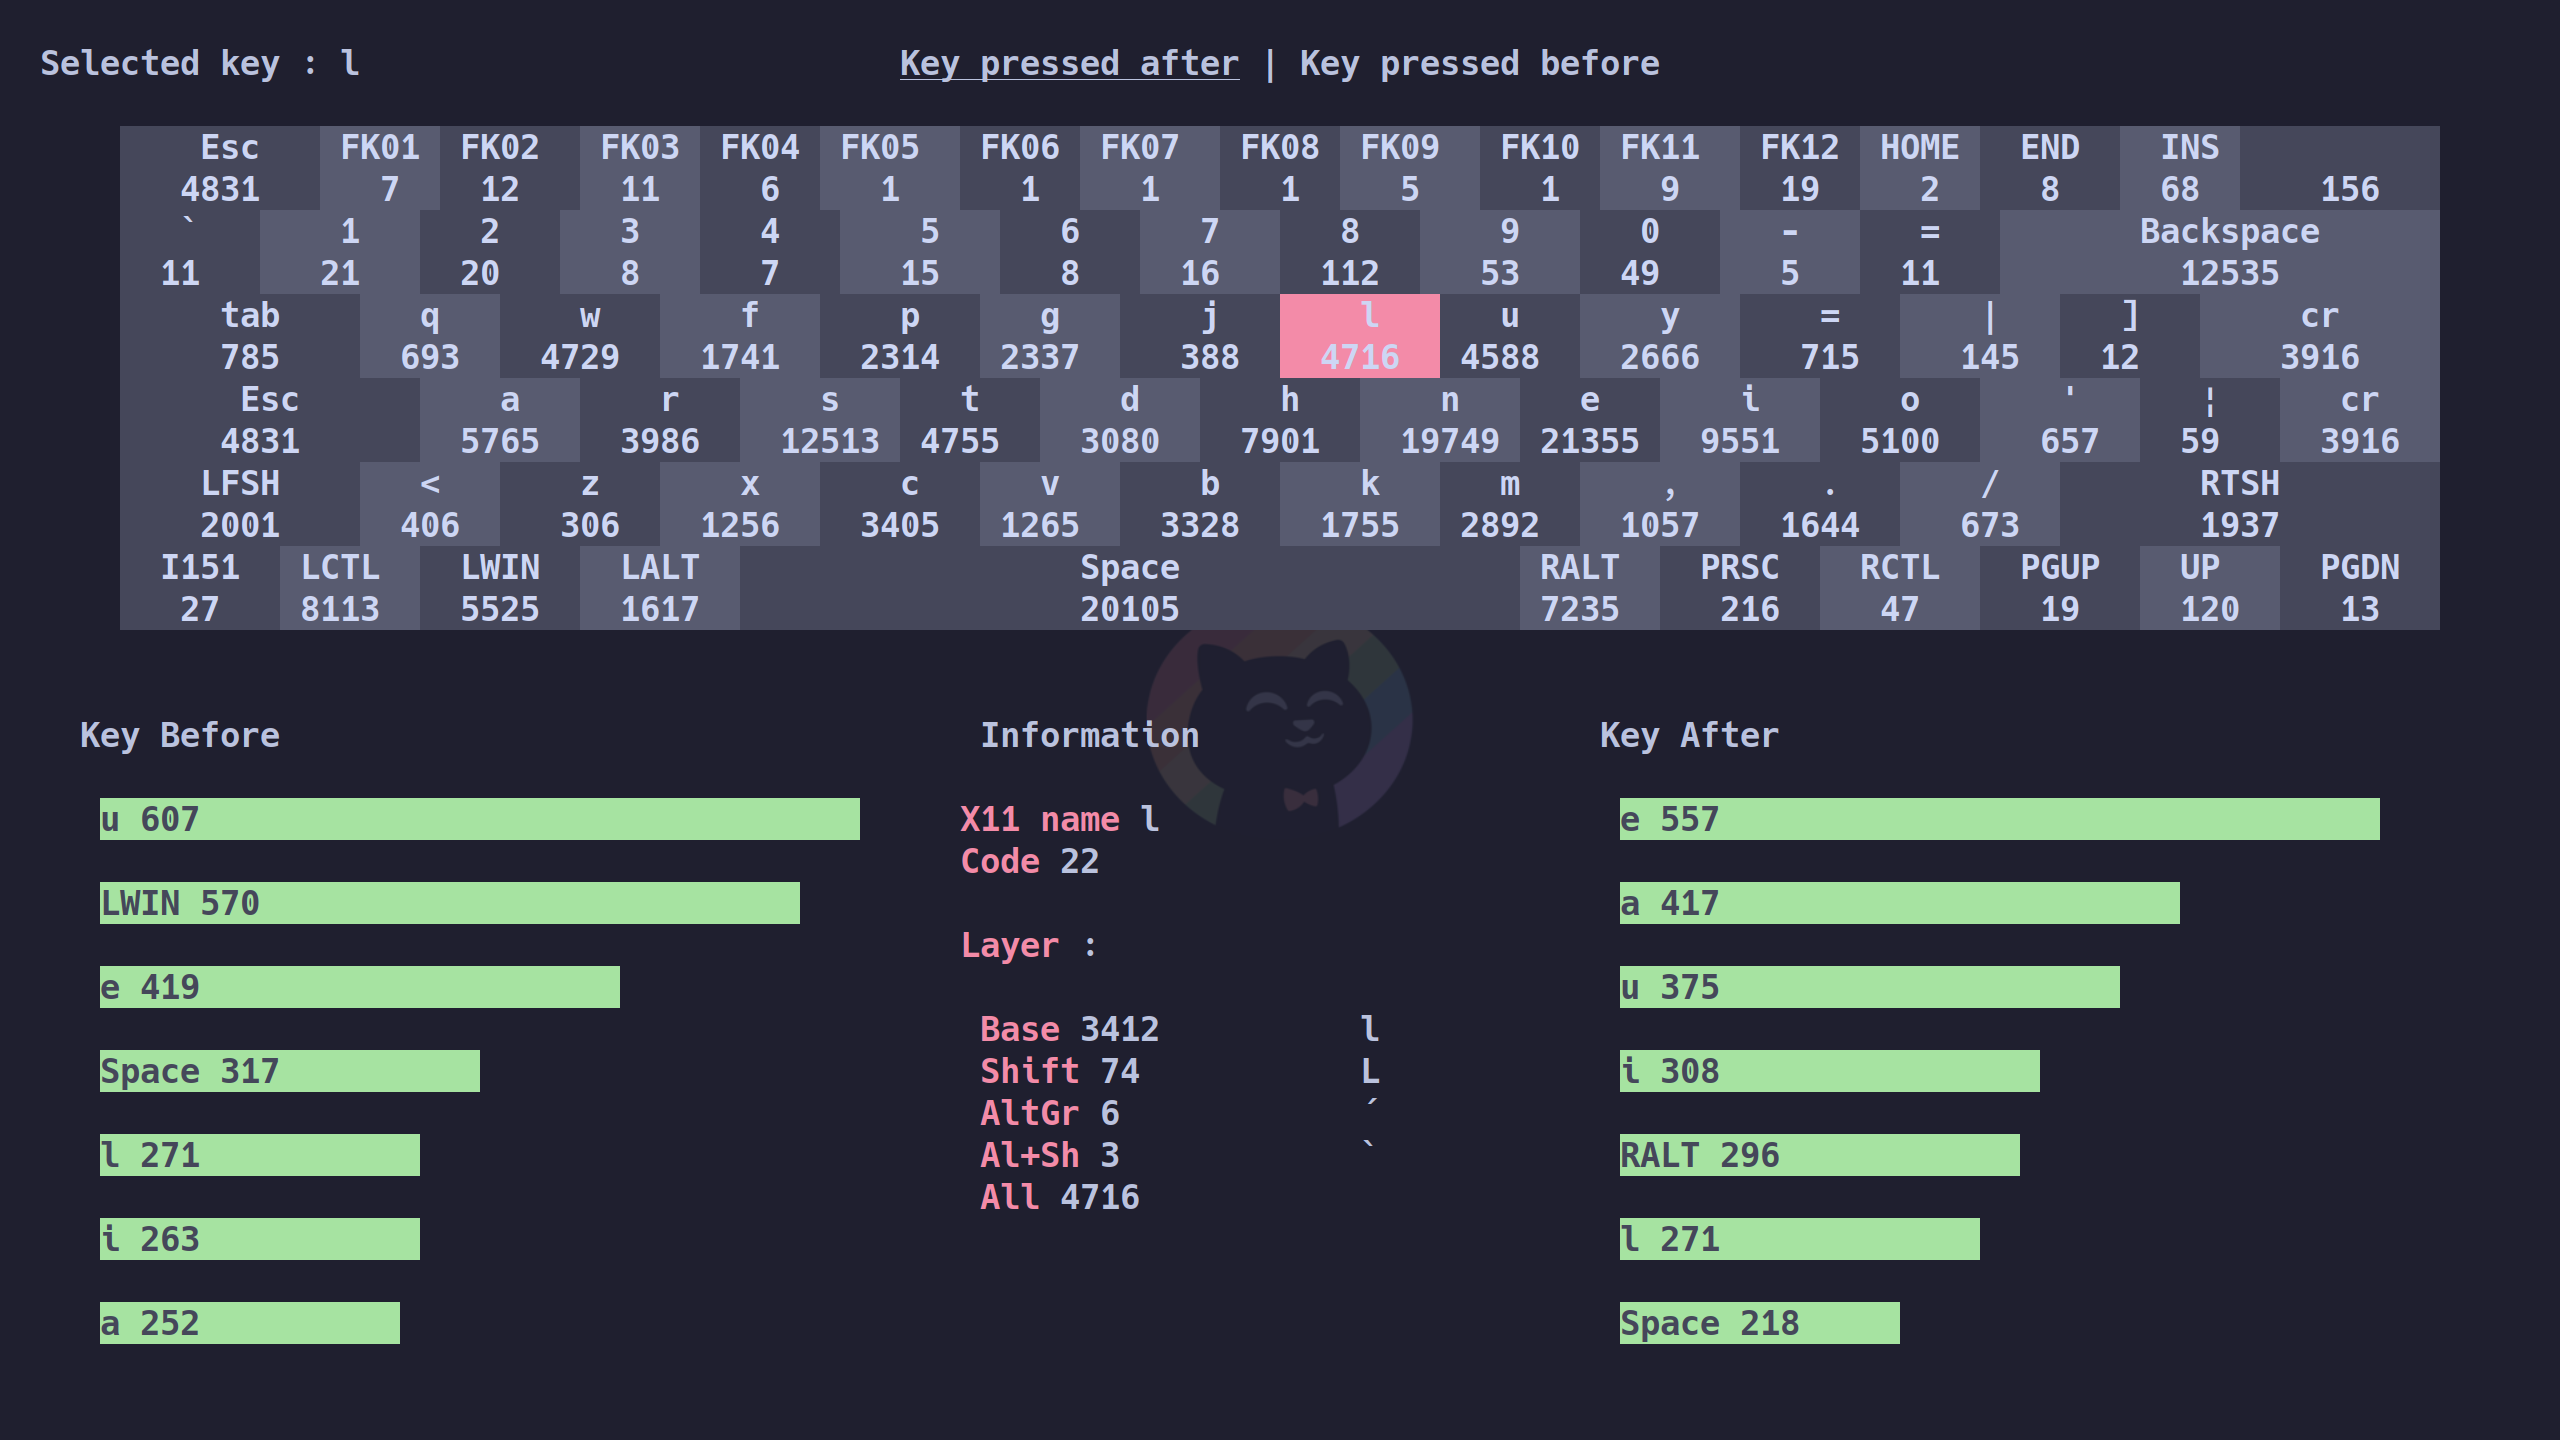 Selected key : l Key pressed after | Key pressed before
Esc FK01 FK02 FK03 FK04 FK05 FK06 FK07 FK08 FK09 FK10 FK11 FK12 HOME END INS
4831 7 12 11 6 1 1 1 1 5 1 9 19 2 8 68 156
` 1 2 3 4 5 6 7 8 9 0 - = Backspace
11 21 20 8 7 15 8 16 112 53 49 5 11 12535
tab q w f p g j l u y = | ] cr
785 693 4729 1741 2314 2337 388 4716 4588 2666 715 145 12 3916
Esc a r s t d h n e i o ' ¦ cr
4831 5765 3986 12513 4755 3080 7901 19749 21355 9551 5100 657 59 3916
LFSH < z x c v b k m , . / RTSH
2001 406 306 1256 3405 1265 3328 1755 2892 1057 1644 673 1937
I151 LCTL LWIN LALT Space RALT PRSC RCTL PGUP UP PGDN
27 8113 5525 1617 20105 7235 216 47 19 120 13
Key Before
u 607
LWIN 570
e 419
Space 317
l 271
i 263
a 252
Information
X11 name l
Code 22
Layer :
Base 3412 l
Shift 74 L
AltGr 6 ´
Al+Sh 3 `
All 4716
Key After
e 557
a 417
u 375
i 308
RALT 296
l 271
Space 218